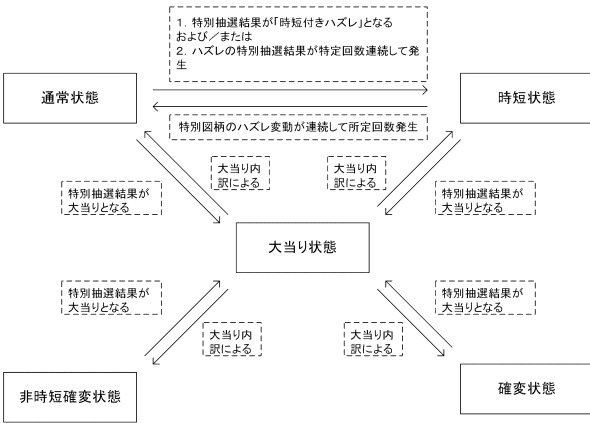 1．特別抽選結果が「時短付きハズレ」となる
および／または
2．ハズレの特別抽選結果が特定回数連続して発
生
通常状態
時短状態
特別図柄のハズレ変動が連続して所定回数発生
大当り内
訳による
大当り内
訳による
特別抽選結果が
大当りとなる
特別抽選結果が
大当りとなる
大当り状態
特別抽選結果が
大当りとなる
特別抽選結果が
大当りとなる
大当り内
訳による
大当り内
訳による
非時短確変状態
確変状態